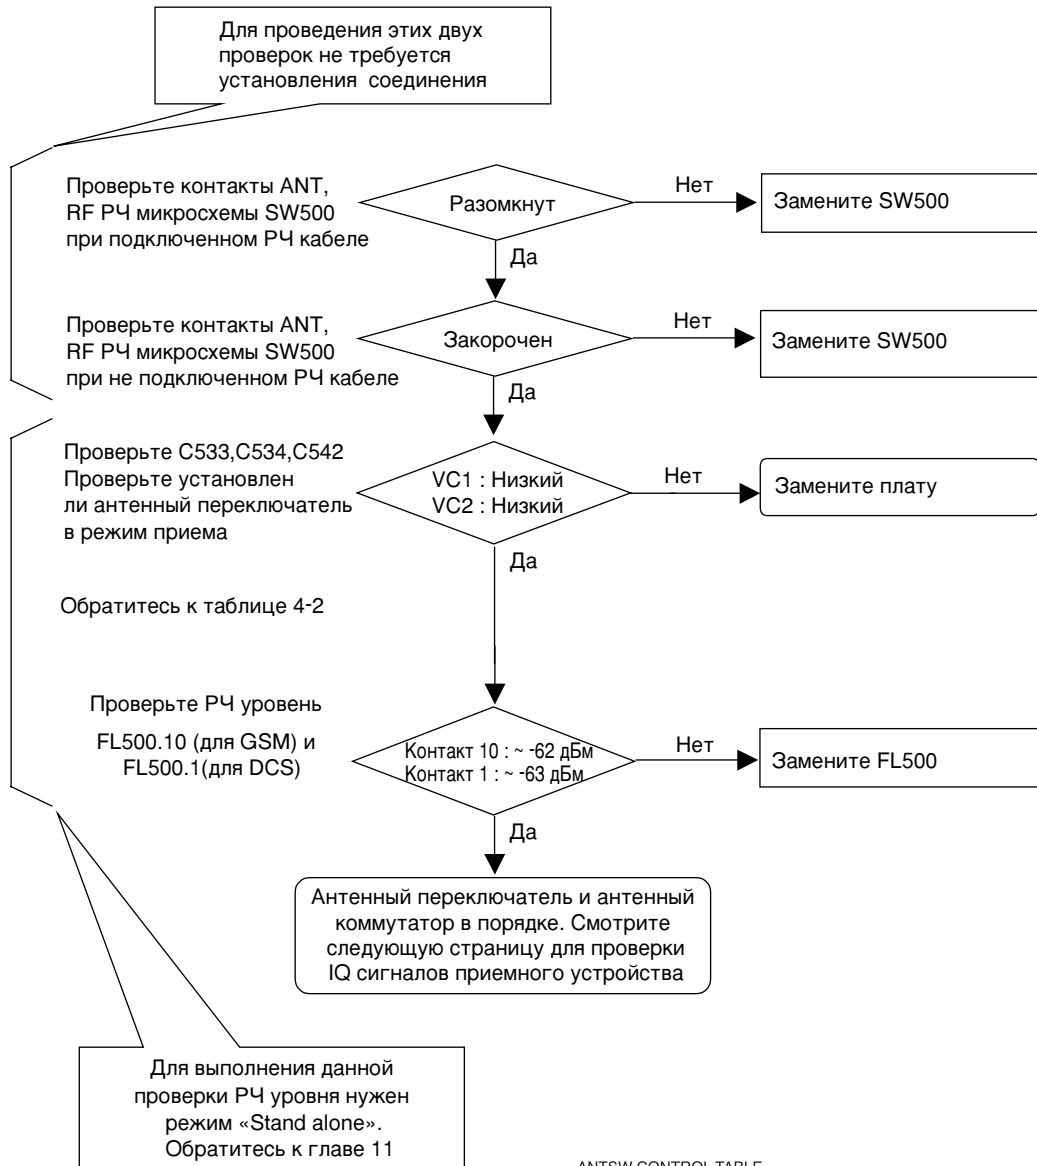 Для проведения этих двух
проверок не требуется
установления соединения
Проверьте контакты ANT,
RF РЧ микросхемы SW500
при подключенном РЧ кабеле
Разомкнут
Нет
Замените SW500
Да
Проверьте контакты ANT,
RF РЧ микросхемы SW500
при не подключенном РЧ кабеле
Закорочен
Нет
Замените SW500
Да
Проверьте C533,C534,C542
Проверьте установлен
ли антенный переключатель
в режим приема
VC1 : Низкий
VC2 : Низкий
Нет
Замените плату
Да
Обратитесь к таблице 4-2
Проверьте РЧ уровень
FL500.10 (для GSM) и
FL500.1(для DCS)
Контакт 10 : ~ -62 дБм
Контакт 1 : ~ -63 дБм
Нет
Замените FL500
Да
Антенный переключатель и антенный
коммутатор в порядке. Смотрите
следующую страницу для проверки
IQ сигналов приемного устройства
Для выполнения данной
проверки РЧ уровня нужен
режим «Stand alone».
Обратитесь к главе 11
ANTSW CONTROL TABLE